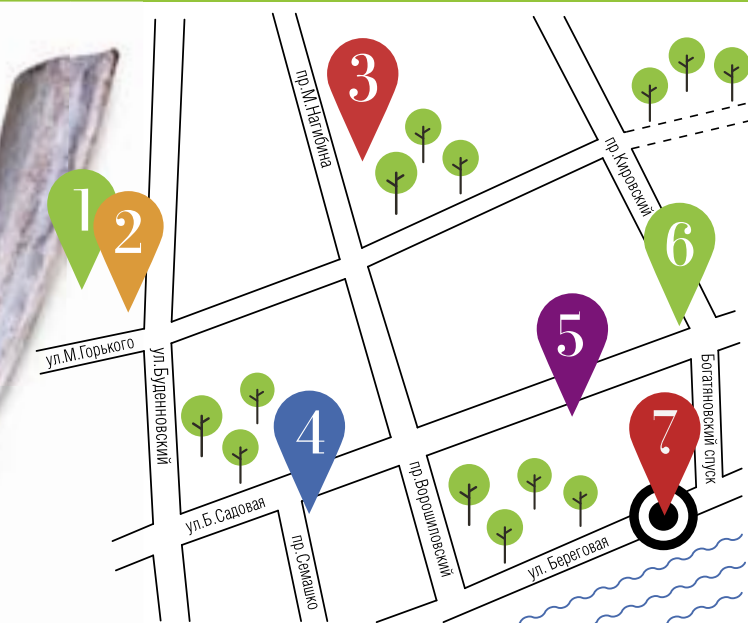 пр.М.Нагибина
3
1
2
пр.Кировский
6
ул.М.Горького
ул.Буденновский
5
4
7
Богатяновский спуск
ул.Б.Садовая
пр.Ворошиловский
пр.Семашко
ул. Береговая